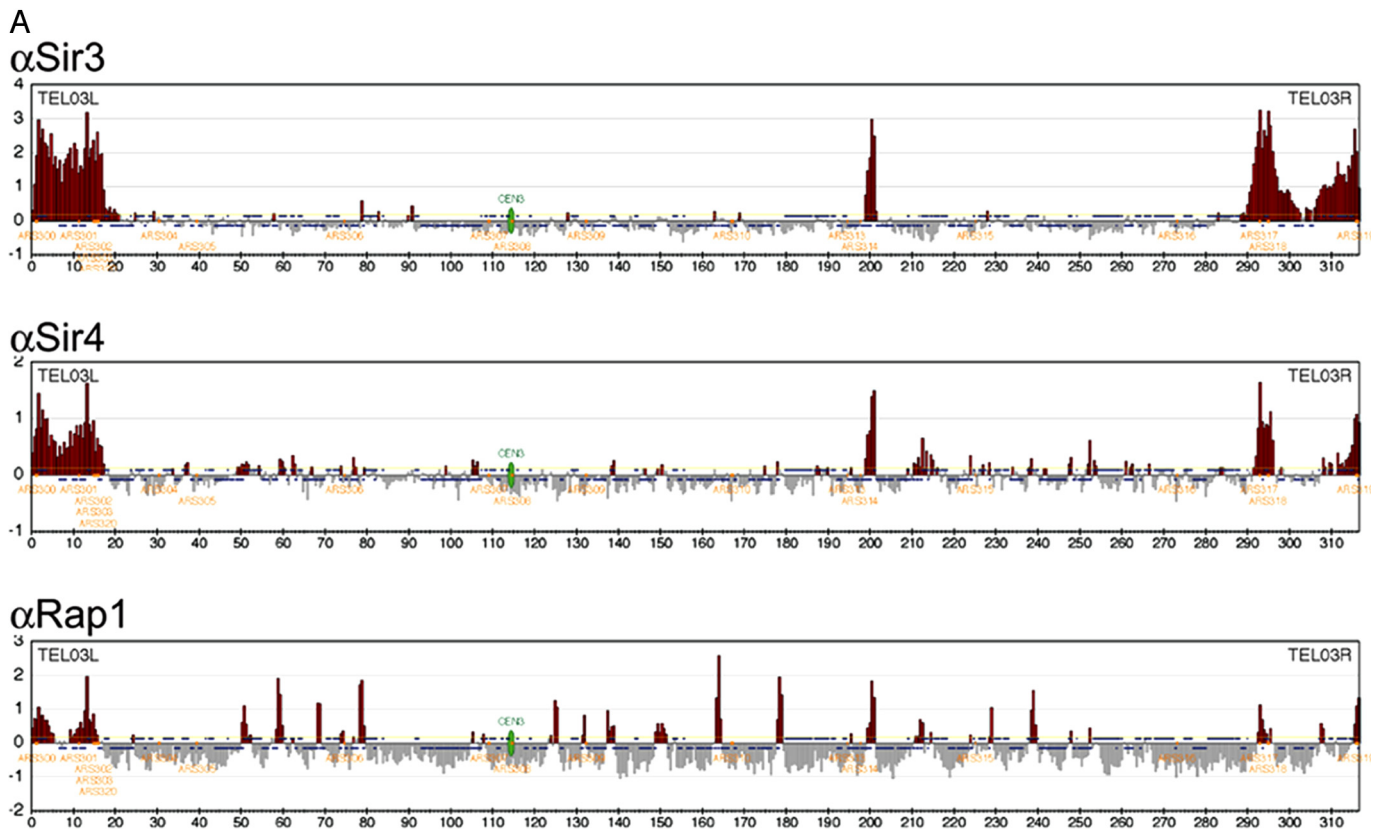 A
αSir3
4
TEL03L TEL03R
3
2
1
CEN3
0
ARS300 ARS301 ARS304 ARS306 ARS309 ARS310 ARS313 ARS315 ARS316 ARS317
ARS302 ARS305 ARS308 ARS314 ARS318
-1
0 10 20 30 40 50 60 70 80 90 100 110 120 130 140 150 160 170 180 190 200 210 220 230 240 250 260 270 280 290 300 310
αSir4
2
TEL03L TEL03R
1
CEN3
0
ARS300 ARS301 ARS304 ARS306 ARS309 ARS315 ARS316 ARS317
ARS302 ARS305 ARS308 ARS314 ARS318
ARS303
ARS320
-1
0 10 20 30 40 50 60 70 80 90 100 110 120 130 140 150 160 170 180 190 200 210 220 230 240 250 260 270 280 290 300 310
αRap1
3
TEL03L TEL03R
2
1
CEN3
0
ARS300 ARS301
ARS302 ARS314 ARS318
ARS303
ARS320
-1
-2
0 10 20 30 40 50 60 70 80 90 100 110 120 130 140 150 160 170 180 190 200 210 220 230 240 250 260 270 280 290 300 310